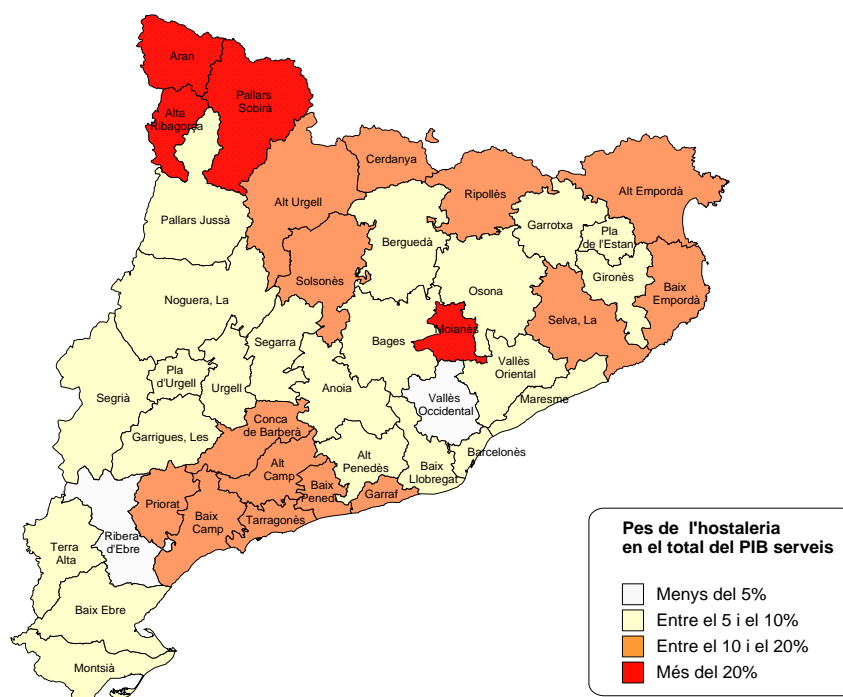 Aran
Pallars
Sobirà
Alta
Ribagorça
Cerdanya
Ripollès
Alt Empordà
Alt Urgell
Pallars Jussà
Garrotxa
Pla
de l'Estan
Berguedà
Gironès
Solsonès
Osona
Baix
Empordà
Noguera, La
Selva, La
Moianès
Bages
Segarra
Vallès
Oriental
Pla
d'Urgell
Urgell
Anoia
Segrià
Vallès
Occidental
Maresme
Conca
de Barberà
Garrigues, Les
Alt
Penedès
Barcelonès
Alt
Camp
Baix
Llobregat
Baix
Pened
Garraf
Priorat
Baix
Camp
Tarragonès
Ribera
d'Ebre
Terra
Alta
Baix Ebre
Montsià
Pes de l'hostaleria
en el total del PIB serveis
Menys del 5%
Entre el 5 i el 10%
Entre el 10 i el 20%
Més del 20%